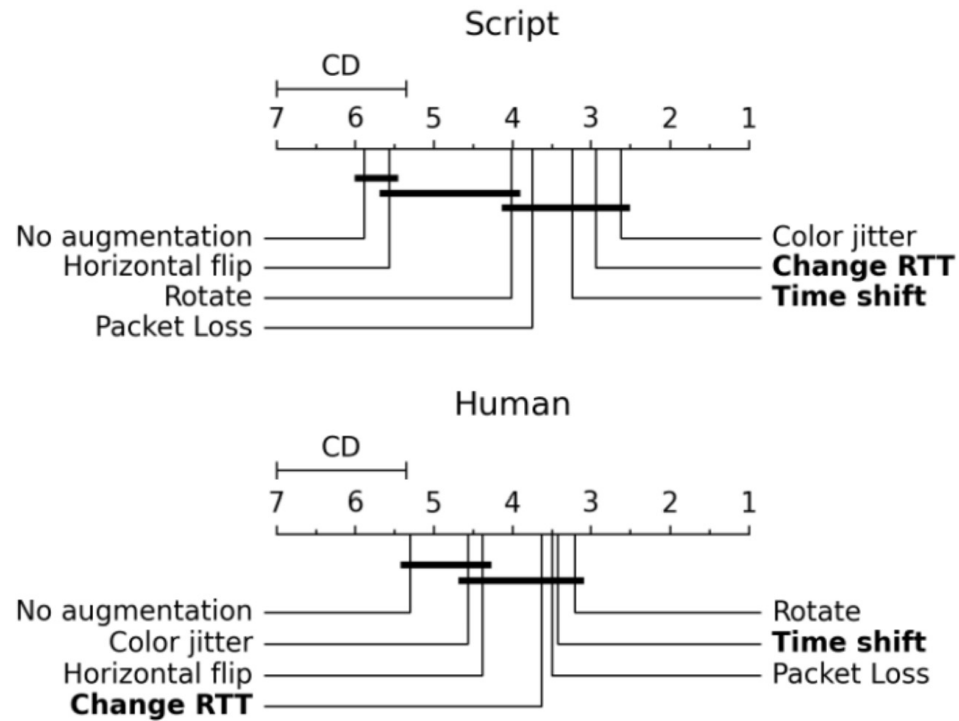 Script
CD
7 6 5 4 3 2 1
No augmentation Color jitter
Horizontal flip Change RTT
Rotate Time shift
Packet Loss
Human
CD
7 6 5 4 3 2 1
No augmentation Rotate
Color jitter Time shift
Horizontal flip Packet Loss
Change RTT